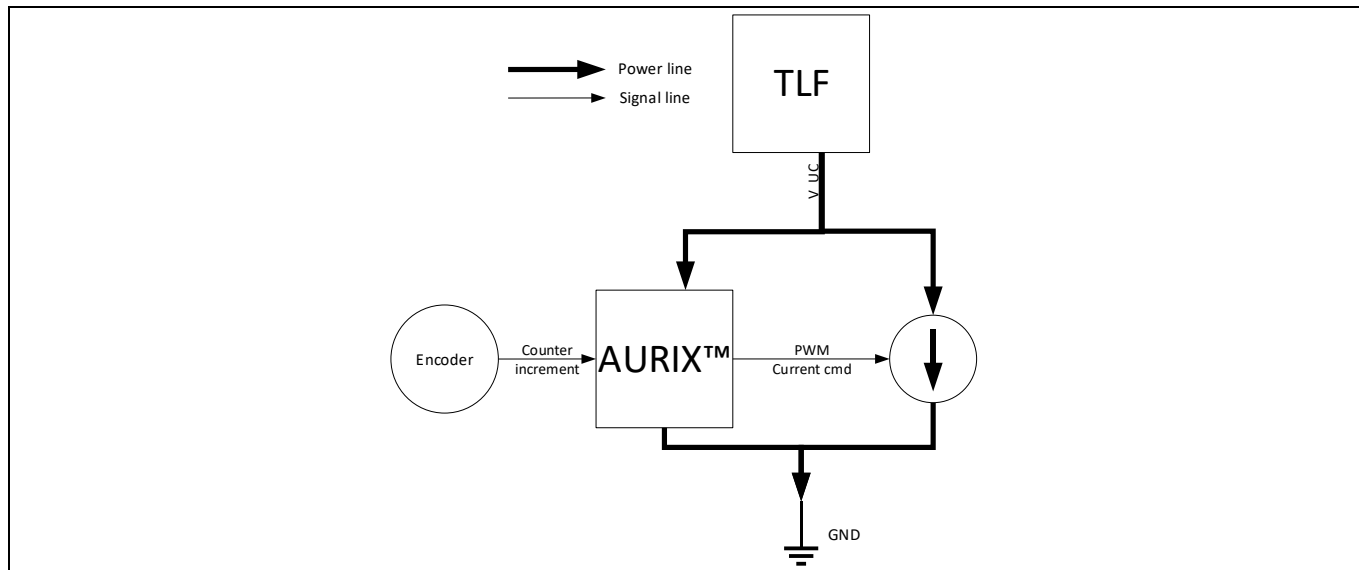 TLF
Power line
Signal line
V UC
Encoder
Counter
increment
AURIX™
PWM
Current cmd
GND